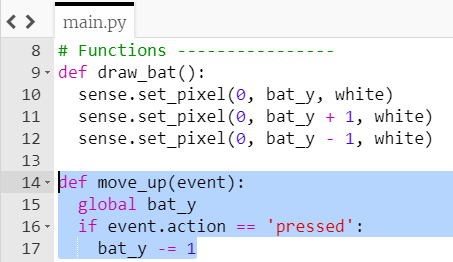 main.py
8 # Functions ----------------
9 def draw_bat():
10   sense.set_pixel(0, bat_y, white)
11   sense.set_pixel(0, bat_y + 1, white)
12   sense.set_pixel(0, bat_y - 1, white)
13
14 def move_up(event):
15   global bat_y
16   if event.action == 'pressed':
17     bat_y -= 1